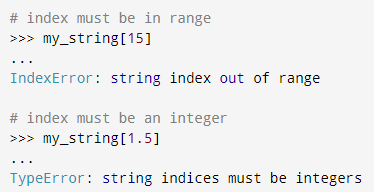 # index must be in range
>>> my_string[15]
...
IndexError: string index out of range
# index must be an integer
>>> my_string[1.5]
...
TypeError: string indices must be integers